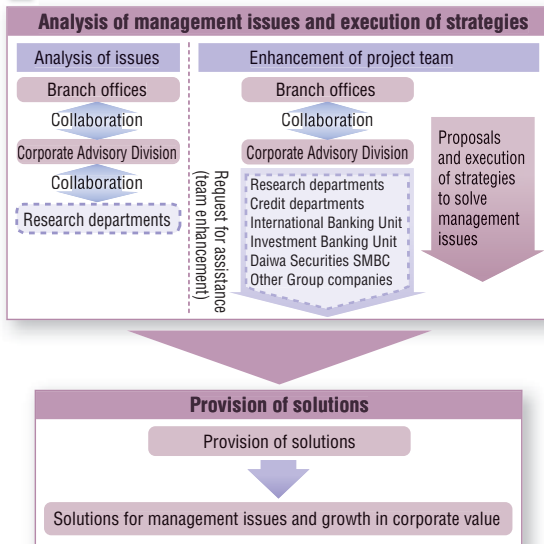 Analysis of management issues and execution of strategies
Analysis of issues
Branch offices
Collaboration
Corporate Advisory Division
Collaboration
Research departments
Enhancement of project team
Branch offices
Collaboration
Corporate Advisory Division
Request for assistance
(team enhancement)
Research departments
Credit departments
International Banking Unit
Investment Banking Unit
Daiwa Securities SMBC
Other Group companies
Proposals
and execution
of strategies
to solve
management
issues
Provision of solutions
Provision of solutions
Solutions for management issues and growth in corporate value